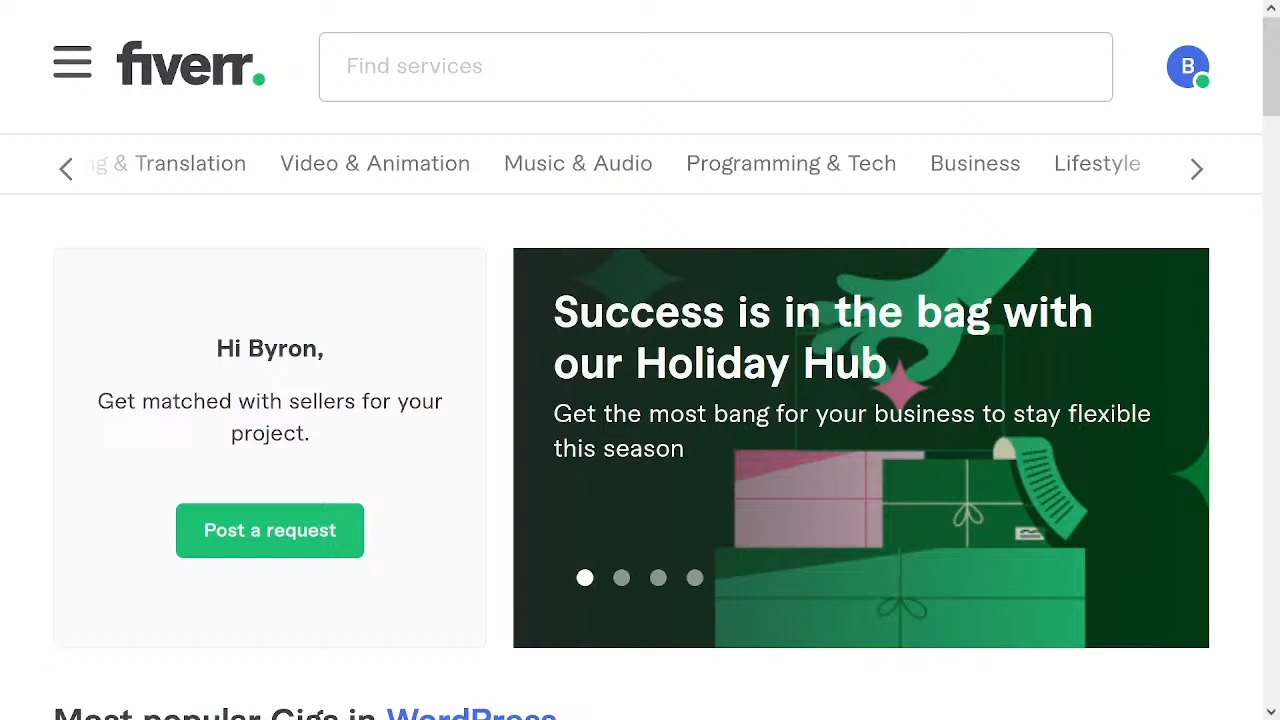 fiverr.
Find services
B
& Translation
Video & Animation
Music & Audio
Programming & Tech
Business
Lifestyle
Hi Byron,
Get matched with sellers for your
project.
Post a request
Success is in the bag with
our Holiday Hub
Get the most bang for your business to stay flexible
this season
Most popular Gigs in WordPress